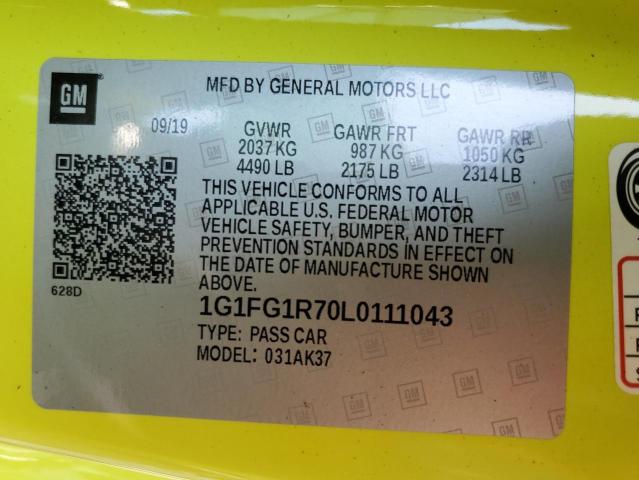 GM
MFD BY GENERAL MOTORS LLC
09/19 GVWR GAWR FRT GAWR RR
2037 KG 987 KG 1050 KG
4490 LB 2175 LB 2314 LB
THIS VEHICLE CONFORMS TO ALL
APPLICABLE U.S. FEDERAL MOTOR
VEHICLE SAFETY, BUMPER, AND THEFT
PREVENTION STANDARDS IN EFFECT ON
THE DATE OF MANUFACTURE SHOWN
ABOVE.
628D
1G1FG1R70L0111043
TYPE: PASS CAR
MODEL: 031AK37